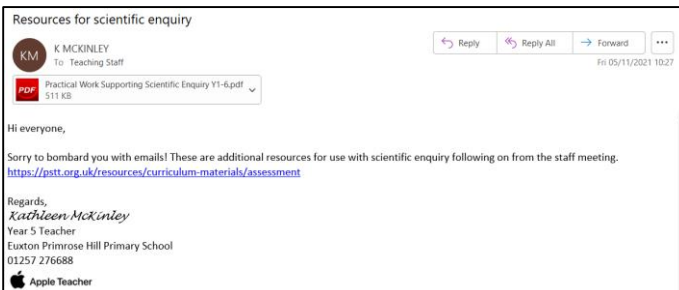 Resources for scientific enquiry
KM
K MCKINLEY
To Teaching Staff
Reply
Reply All
Forward
Fri 05/11/2021 10:27
PDF
Practical Work Supporting Scientific Enquiry Y1-6.pdf
511 KB
Hi everyone,
Sorry to bombard you with emails! These are additional resources for use with scientific enquiry following on from the staff meeting.
https://pstt.org.uk/resources/curriculum-materials/assessment
Regards,
Kathleen McKinley
Year 5 Teacher
Euxton Primrose Hill Primary School
01257 276688
Apple Teacher